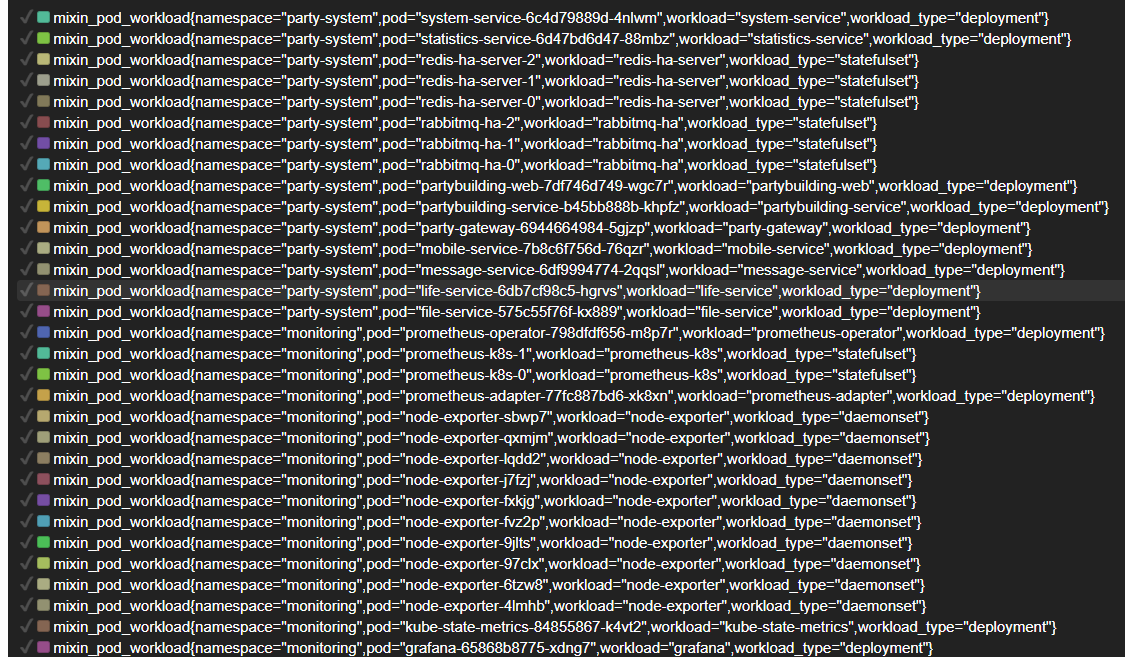 mixin_pod_workload{namespace="party-system",pod="system-service-6c4d79889d-4nlwm",workload="system-service",workload_type="deployment"}
mixin_pod_workload{namespace="party-system",pod="statistics-service-6d47bd6d47-88mbz",workload="statistics-service",workload_type="deployment"}
mixin_pod_workload{namespace="party-system",pod="redis-ha-server-2",workload="redis-ha-server",workload_type="statefulset"}
mixin_pod_workload{namespace="party-system",pod="redis-ha-server-1",workload="redis-ha-server",workload_type="statefulset"}
mixin_pod_workload{namespace="party-system",pod="redis-ha-server-0",workload="redis-ha-server",workload_type="statefulset"}
mixin_pod_workload{namespace="party-system",pod="rabbitmq-ha-2",workload="rabbitmq-ha",workload_type="statefulset"}
mixin_pod_workload{namespace="party-system",pod="rabbitmq-ha-1",workload="rabbitmq-ha",workload_type="statefulset"}
mixin_pod_workload{namespace="party-system",pod="rabbitmq-ha-0",workload="rabbitmq-ha",workload_type="statefulset"}
mixin_pod_workload{namespace="party-system",pod="partybuilding-web-7df746d749-wgc7r",workload="partybuilding-web",workload_type="deployment"}
mixin_pod_workload{namespace="party-system",pod="partybuilding-service-b45bb888b-khpfz",workload="partybuilding-service",workload_type="deployment"}
mixin_pod_workload{namespace="party-system",pod="party-gateway-6944664984-5gjzp",workload="party-gateway",workload_type="deployment"}
mixin_pod_workload{namespace="party-system",pod="mobile-service-7b8c6f756d-76qzr",workload="mobile-service",workload_type="deployment"}
mixin_pod_workload{namespace="party-system",pod="message-service-6df9994774-2qqsl",workload="message-service",workload_type="deployment"}
mixin_pod_workload{namespace="party-system",pod="life-service-6db7cf98c5-hgrvs",workload="life-service",workload_type="deployment"}
mixin_pod_workload{namespace="party-system",pod="file-service-575c55f76f-kx889",workload="file-service",workload_type="deployment"}
mixin_pod_workload{namespace="monitoring",pod="prometheus-operator-798dfdf656-m8p7r",workload="prometheus-operator",workload_type="deployment"}
mixin_pod_workload{namespace="monitoring",pod="prometheus-k8s-1",workload="prometheus-k8s",workload_type="statefulset"}
mixin_pod_workload{namespace="monitoring",pod="prometheus-k8s-0",workload="prometheus-k8s",workload_type="statefulset"}
mixin_pod_workload{namespace="monitoring",pod="prometheus-adapter-77fc887bd6-xk8xn",workload="prometheus-adapter",workload_type="deployment"}
mixin_pod_workload{namespace="monitoring",pod="node-exporter-sbwp7",workload="node-exporter",workload_type="daemonset"}
mixin_pod_workload{namespace="monitoring",pod="node-exporter-qxmjm",workload="node-exporter",workload_type="daemonset"}
mixin_pod_workload{namespace="monitoring",pod="node-exporter-lqdd2",workload="node-exporter",workload_type="daemonset"}
mixin_pod_workload{namespace="monitoring",pod="node-exporter-j7fzj",workload="node-exporter",workload_type="daemonset"}
mixin_pod_workload{namespace="monitoring",pod="node-exporter-fxkjg",workload="node-exporter",workload_type="daemonset"}
mixin_pod_workload{namespace="monitoring",pod="node-exporter-fvz2p",workload="node-exporter",workload_type="daemonset"}
mixin_pod_workload{namespace="monitoring",pod="node-exporter-9jlts",workload="node-exporter",workload_type="daemonset"}
mixin_pod_workload{namespace="monitoring",pod="node-exporter-97clx",workload="node-exporter",workload_type="daemonset"}
mixin_pod_workload{namespace="monitoring",pod="node-exporter-6tzw8",workload="node-exporter",workload_type="daemonset"}
mixin_pod_workload{namespace="monitoring",pod="node-exporter-4lmhb",workload="node-exporter",workload_type="daemonset"}
mixin_pod_workload{namespace="monitoring",pod="kube-state-metrics-84855867-k4vt2",workload="kube-state-metrics",workload_type="deployment"}
mixin_pod_workload{namespace="monitoring",pod="grafana-65868b8775-xdng7",workload="grafana",workload_type="deployment"}